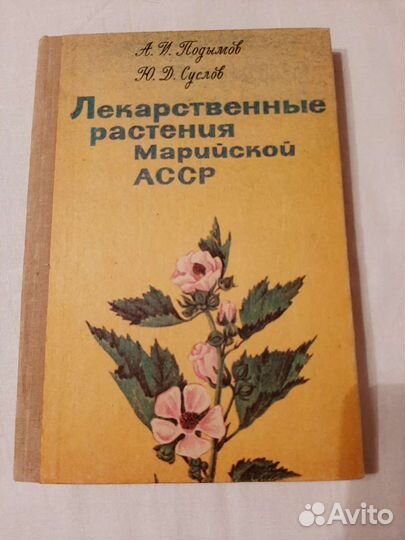 А. И. Подымов
Ю. Д. Суслов
Лекарственные
растения
Марийской
АССР
Avito